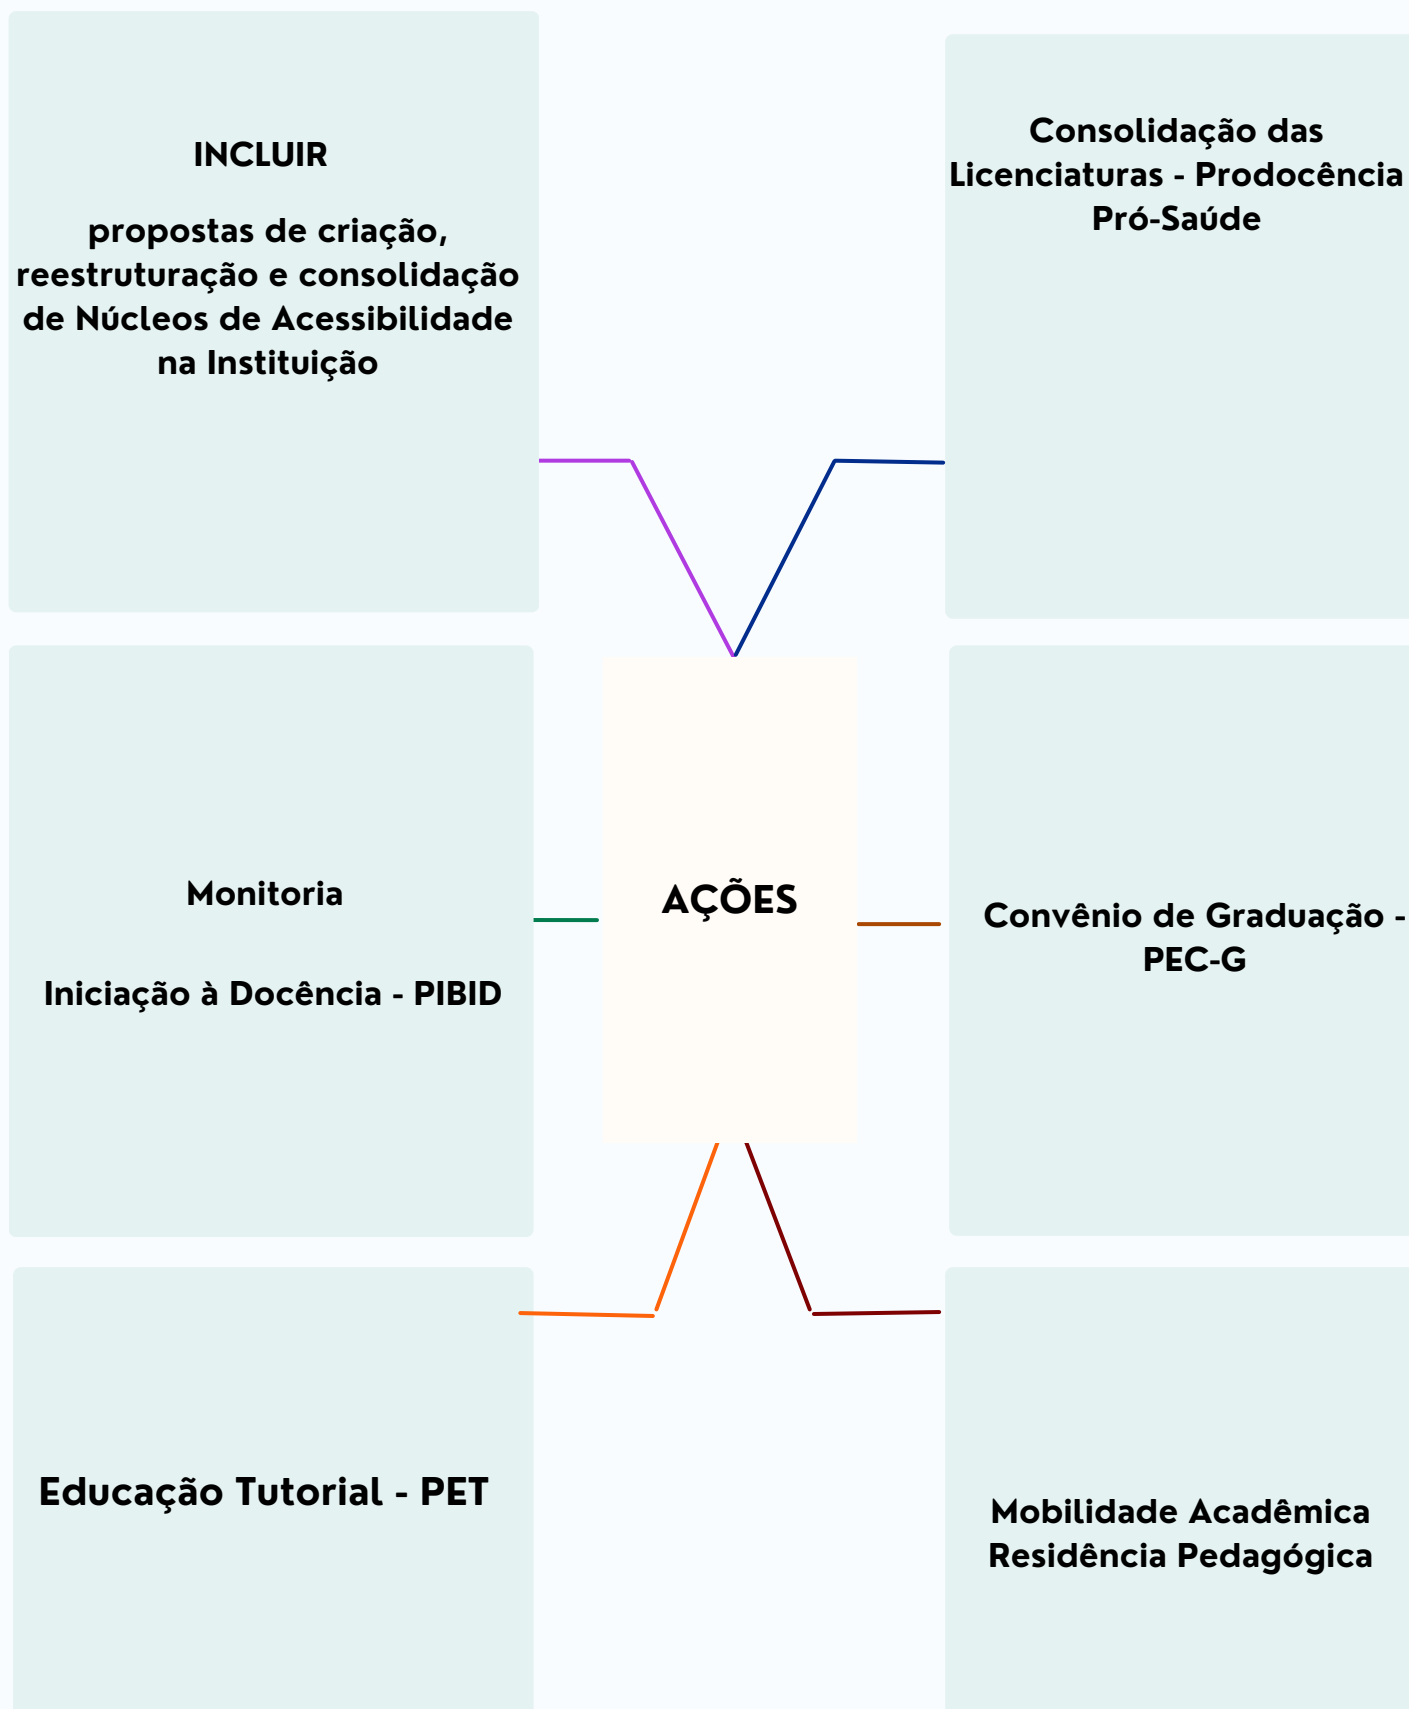 INCLUIR
propostas de criação,
reestruturação e consolidação
de Núcleos de Acessibilidade
na Instituição
Consolidação das
Licenciaturas - Prodocência
Pró-Saúde
Monitoria
Iniciação à Docência - PIBID
AÇÕES
Convênio de Graduação -
PEC-G
Educação Tutorial - PET
Mobilidade Acadêmica
Residência Pedagógica